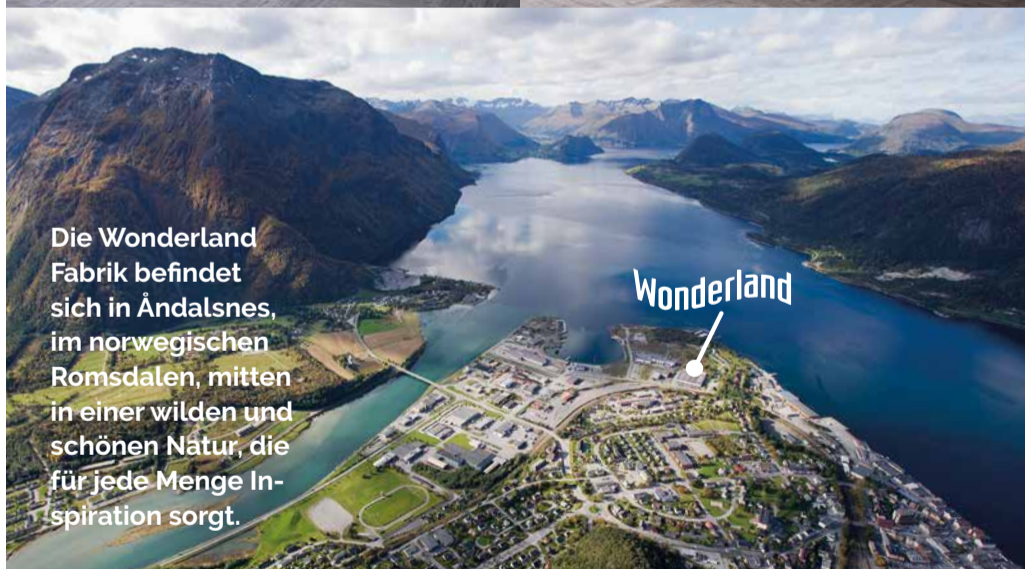 Die Wonderland
Fabrik befindet
sich in Åndalsnes,
im norwegischen
Romsdalen, mitten
in einer wilden und
schönen Natur, die
für jede Menge In-
spiration sorgt.
Wonderland